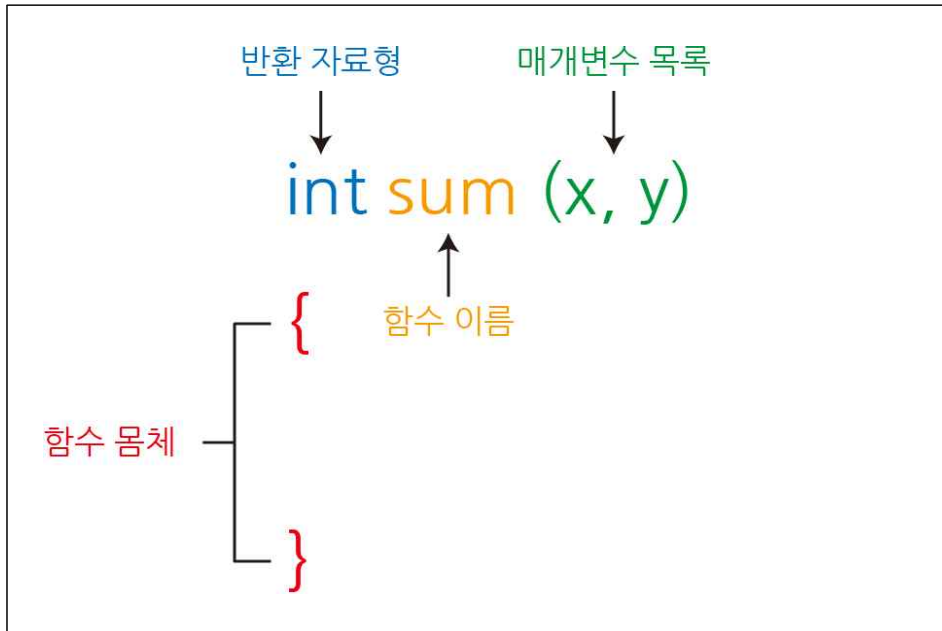 반환 자료형 매개변수 목록
int sum (x, y)
{
함수 이름
함수 몸체
}